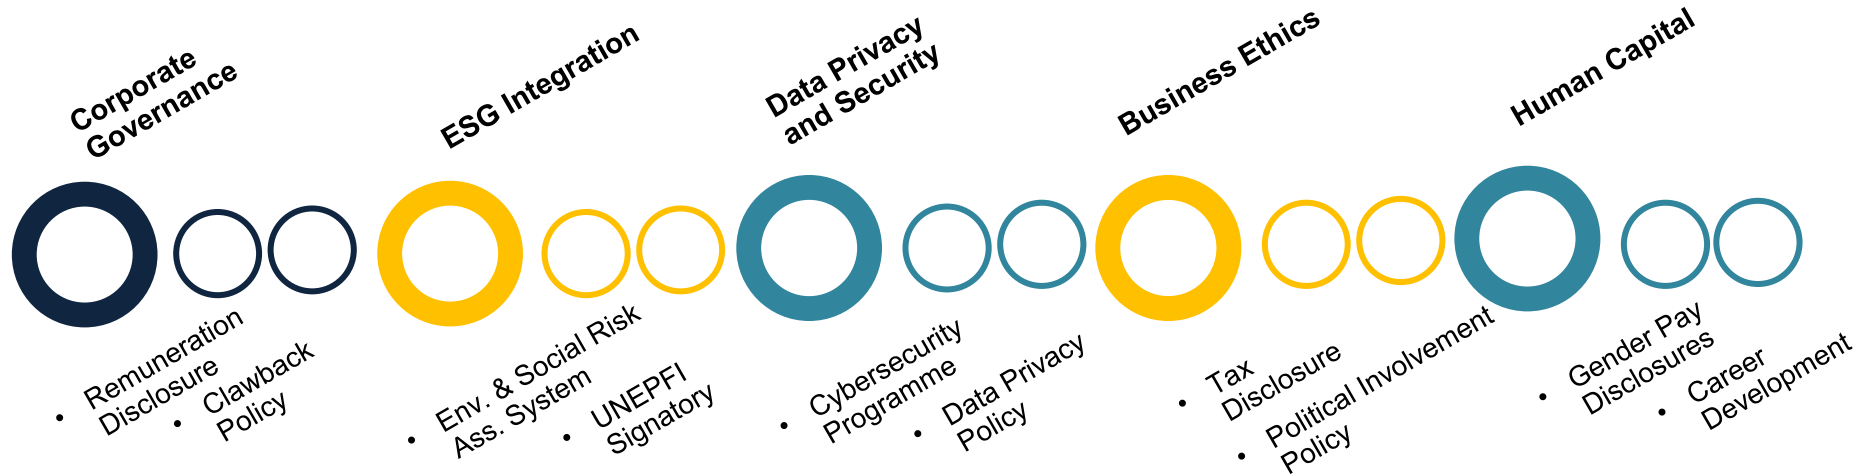 Corporate
Governance
ESG Integration
Data Privacy
and Security
Business Ethics
Human Capital
• Remuneration
Disclosure
• Clawback
Policy
• Env. & Social Risk
Ass. System
• UNEPFI
Signatory
• Cybersecurity
Programme
• Data Privacy
Policy
• Tax
Disclosure
• Political Involvement
Policy
• Gender Pay
Disclosures
• Career
Development